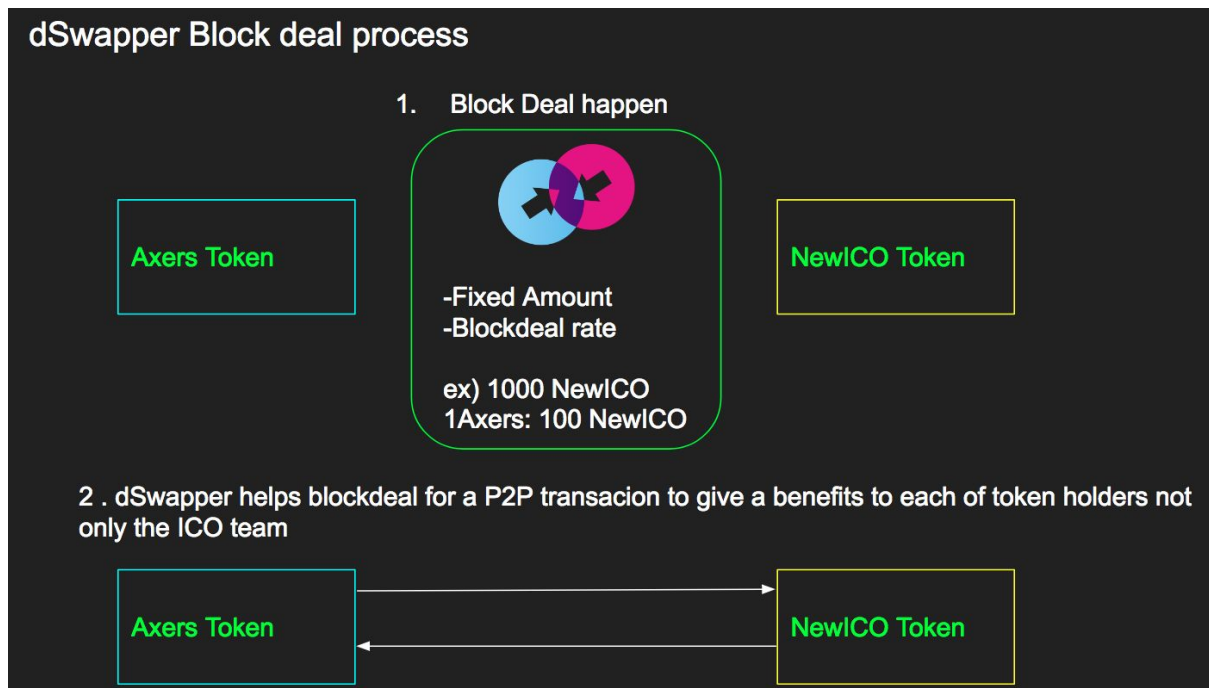 dSwapper Block deal process
1. Block Deal happen
Axers Token
NewICO Token
-Fixed Amount
-Blockdeal rate
ex) 1000 NewICO
1Axers: 100 NewICO
2 . dSwapper helps blockdeal for a P2P transacion to give a benefits to each of token holders not
only the ICO team
Axers Token
NewICO Token